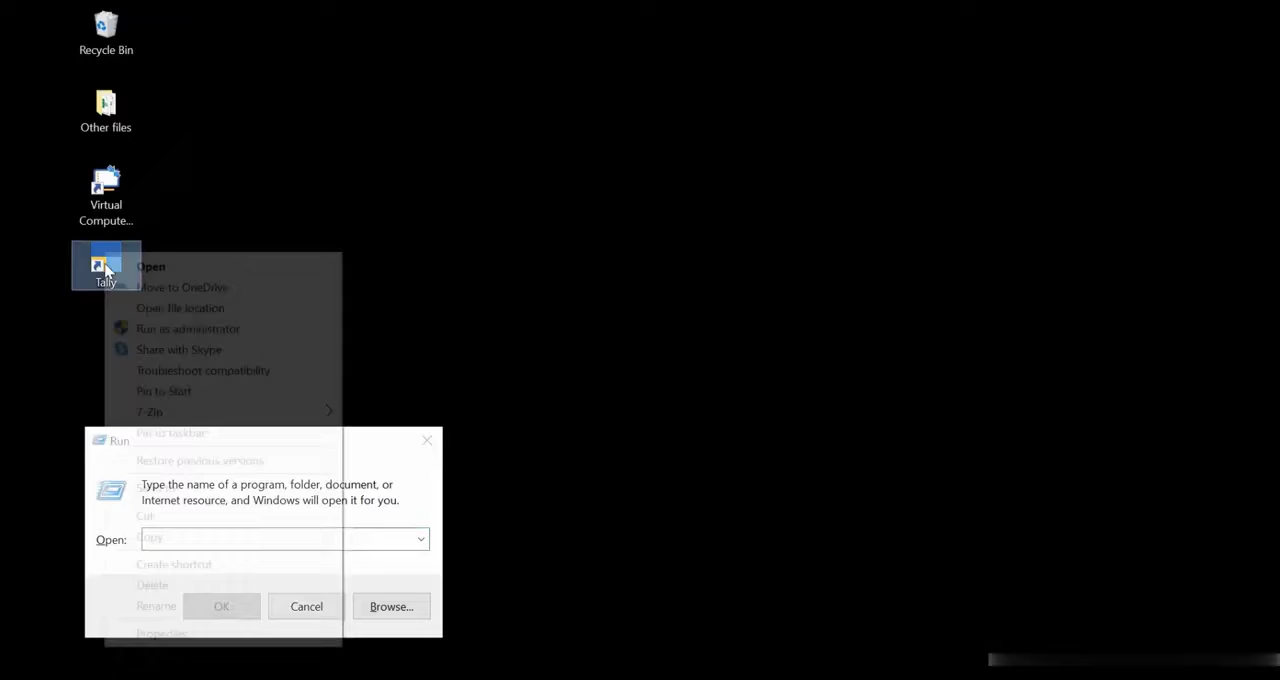 Recycle Bin
Other files
Virtual
Compute...
Tally
Open
Move to OneDrive
Open file location
Run as administrator
Share with Skype
Troubleshoot compatibility
Pin to Start
7-Zip
Pin to taskbar
Restore previous versions
Cut
Copy
Create shortcut
Delete
Rename
Properties
Run
Type the name of a program, folder, document, or
Internet resource, and Windows will open it for you.
Open:
OK
Cancel
Browse...